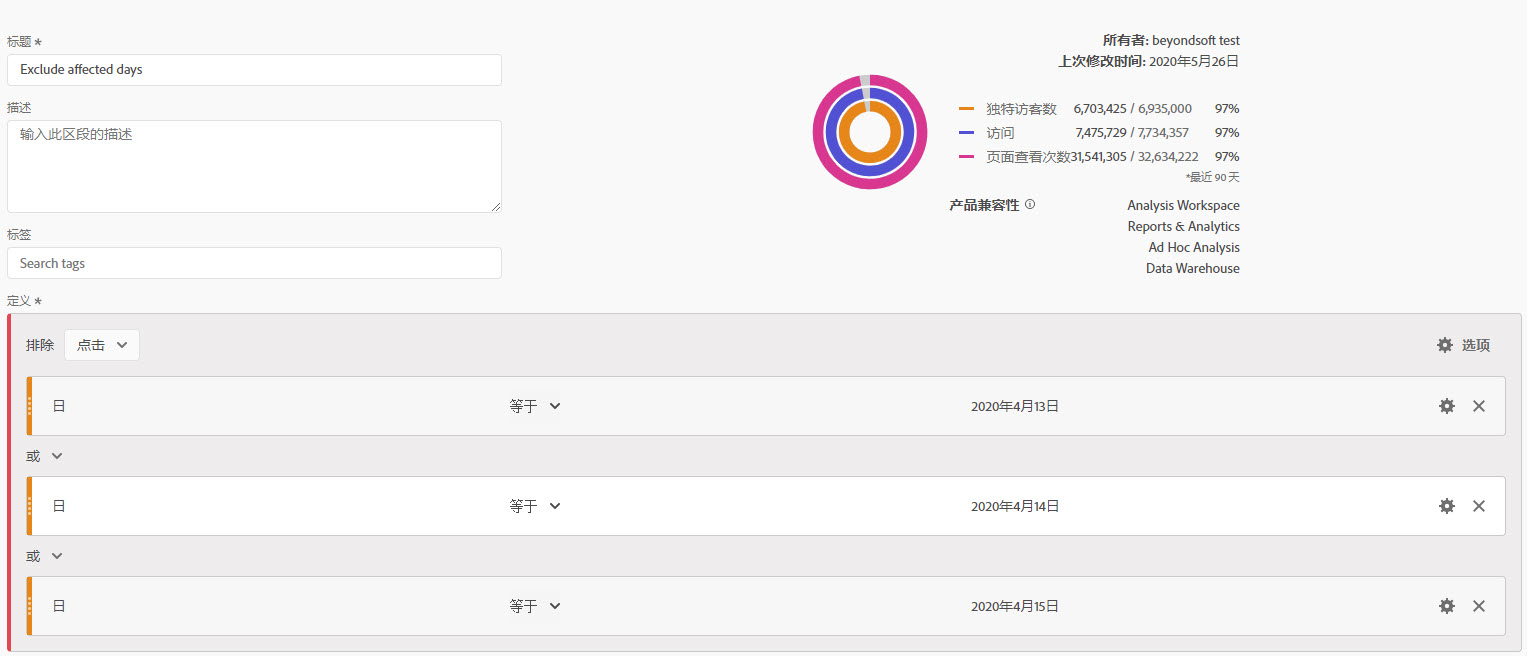 标题 *
Exclude affected days
描述
输入此区段的描述
标签
Search tags
所有者: beyondsoft test
上次修改时间: 2020年5月26日
独特访客数 6,703,425 / 6,935,000 97%
访问 7,475,729 / 7,734,357 97%
页面查看次数31,541,305 / 32,634,222 97%
*最近 90 天
产品兼容性 Analysis Workspace
Reports & Analytics
Ad Hoc Analysis
Data Warehouse
定义 *
排除 点击 选项
日 等于 2020年4月13日
或
日 等于 2020年4月14日
或
日 等于 2020年4月15日